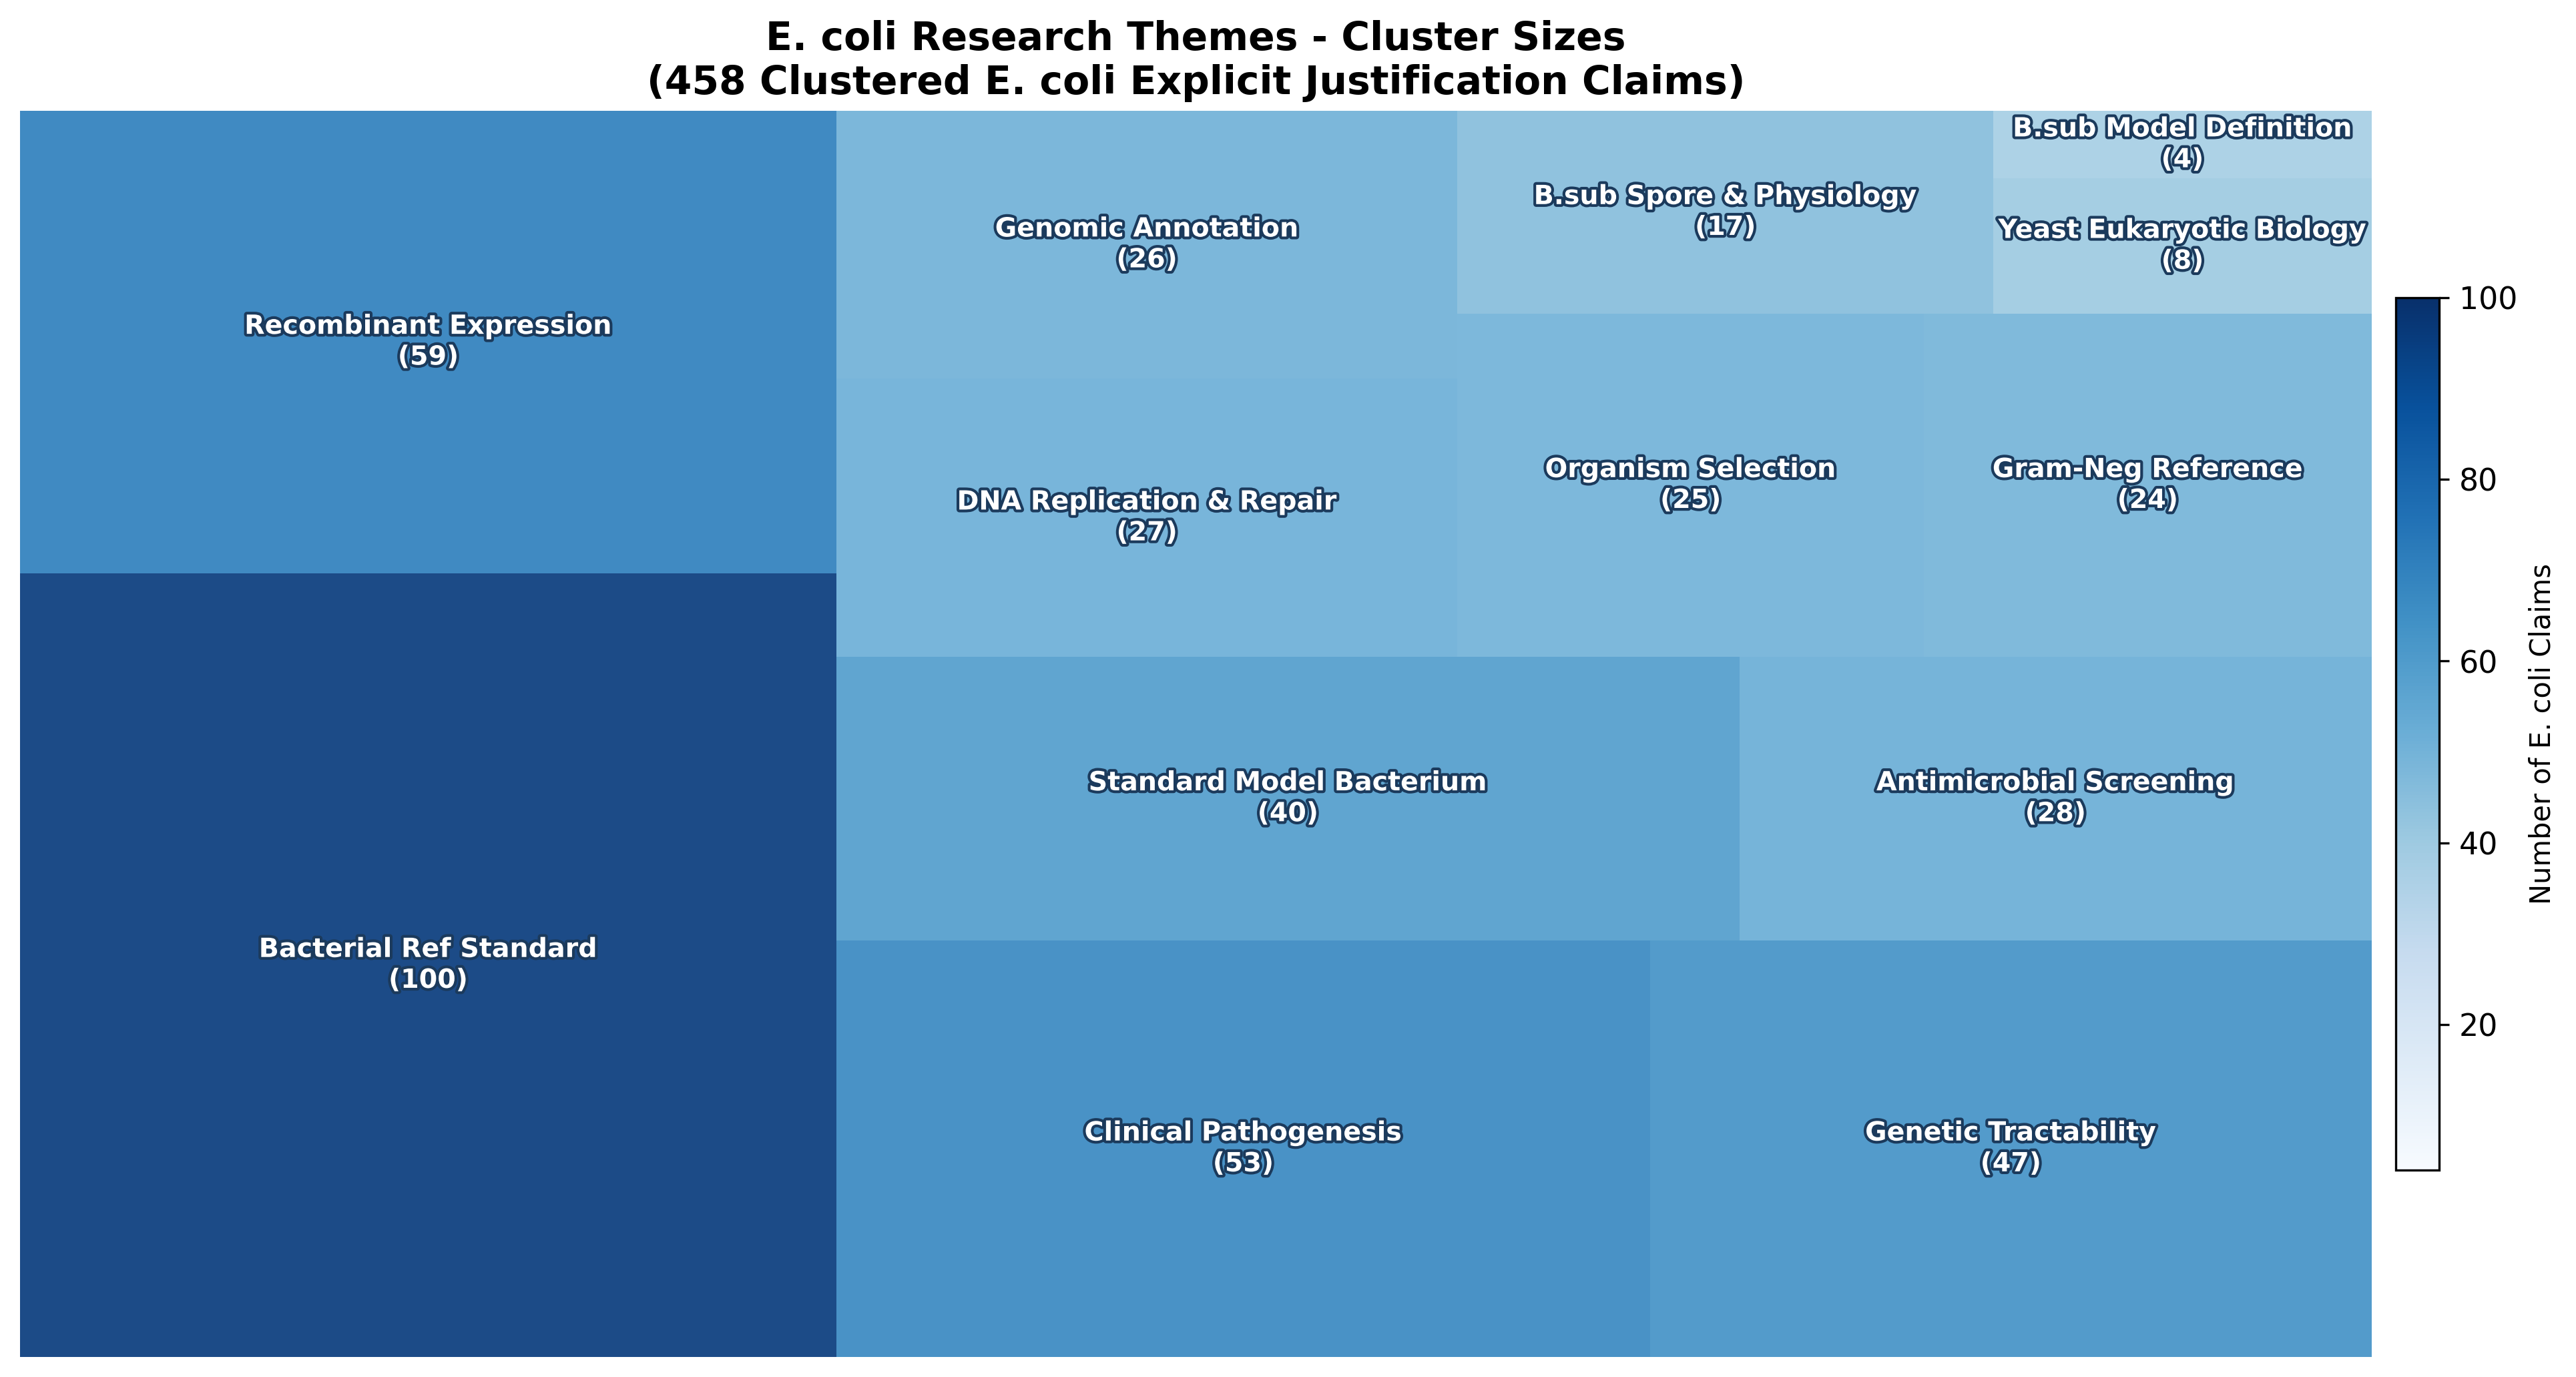 E. coli Research Themes - Cluster Sizes
(458 Clustered E. coli Explicit Justification Claims)
Recombinant Expression
(59)
Bacterial Ref Standard
(100)
Genomic Annotation
(26)
DNA Replication & Repair
(27)
B.sub Spore & Physiology
(17)
B.sub Model Definition
(4)
Yeast Eukaryotic Biology
(8)
Organism Selection
(25)
Gram-Neg Reference
(24)
Standard Model Bacterium
(40)
Antimicrobial Screening
(28)
Clinical Pathogenesis
(53)
Genetic Tractability
(47)
100
80
60
40
20
Number of E. coli Claims